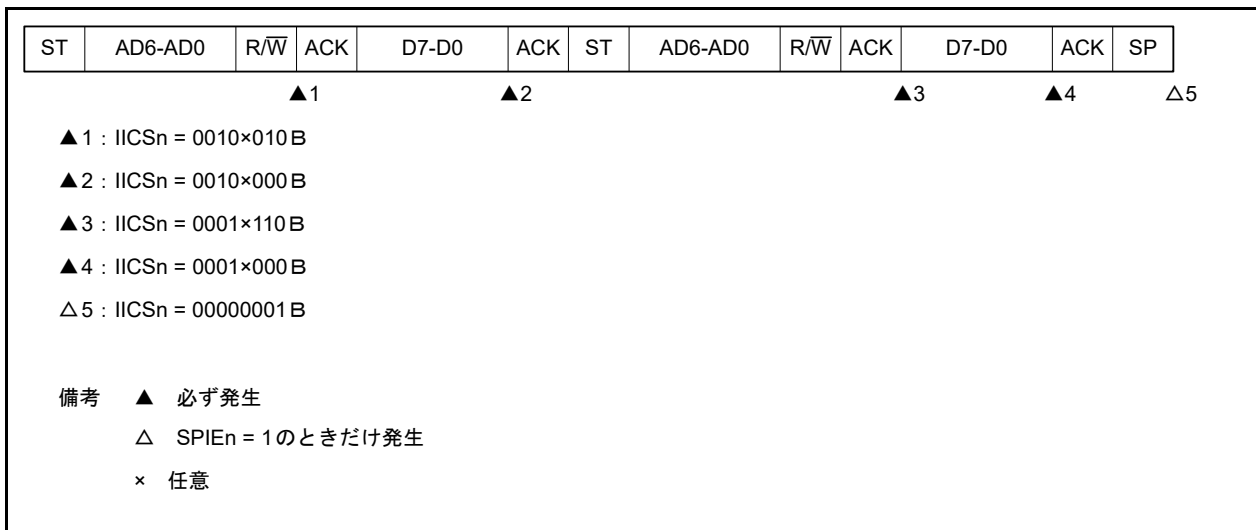 ST AD6-AD0 R/W̅ ACK D7-D0 ACK ST AD6-AD0 R/W̅ ACK D7-D0 ACK SP
▲1 ▲2 ▲3 ▲4 △5
▲1：IICSn = 0010×010B
▲2：IICSn = 0010×000B
▲3：IICSn = 0001×110B
▲4：IICSn = 0001×000B
△5：IICSn = 00000001B
備考 ▲ 必ず発生
△ SPIEn = 1のときだけ発生
× 任意